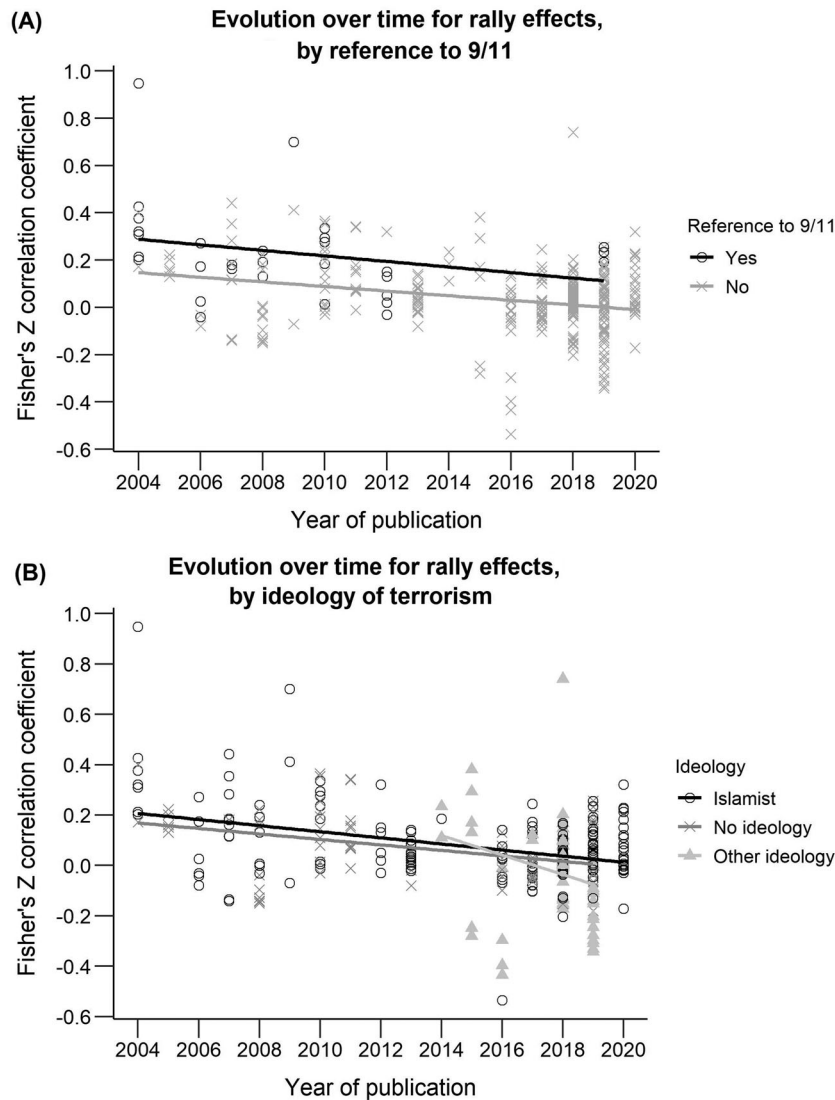 (A)
Evolution over time for rally effects,
by reference to 9/11
Fisher's Z correlation coefficient
1.0
0.8
0.6
0.4
0.2
0.0
-0.2
-0.4
-0.6
2004 2006 2008 2010 2012 2014 2016 2018 2020
Year of publication
Reference to 9/11
Yes
No
(B)
Evolution over time for rally effects,
by ideology of terrorism
Fisher's Z correlation coefficient
1.0
0.8
0.6
0.4
0.2
0.0
-0.2
-0.4
-0.6
2004 2006 2008 2010 2012 2014 2016 2018 2020
Year of publication
Ideology
Islamist
No ideology
Other ideology